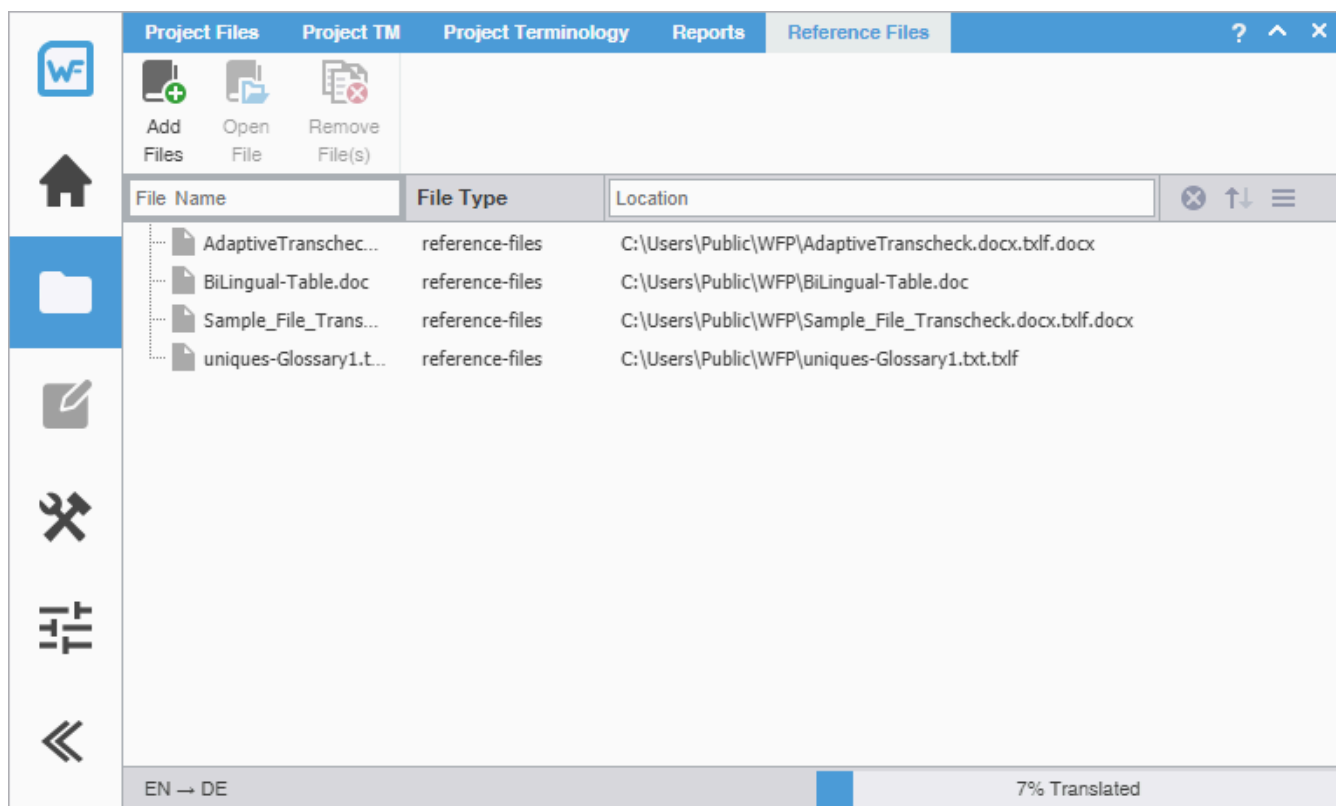 WF
Project Files Project TM Project Terminology Reports Reference Files ? × 
Add Files
Open File
Remove File(s)
File Name File Type Location
AdaptiveTranschec... reference-files C:\Users\Public\WFP\AdaptiveTranscheck.docx.txlf.docx
BiLingual-Table.doc reference-files C:\Users\Public\WFP\BiLingual-Table.doc
Sample_File_Trans... reference-files C:\Users\Public\WFP\Sample_File_Transcheck.docx.txlf.docx
uniques-Glossary1.t... reference-files C:\Users\Public\WFP\uniques-Glossary1.txt.txlf
EN → DE 7% Translated